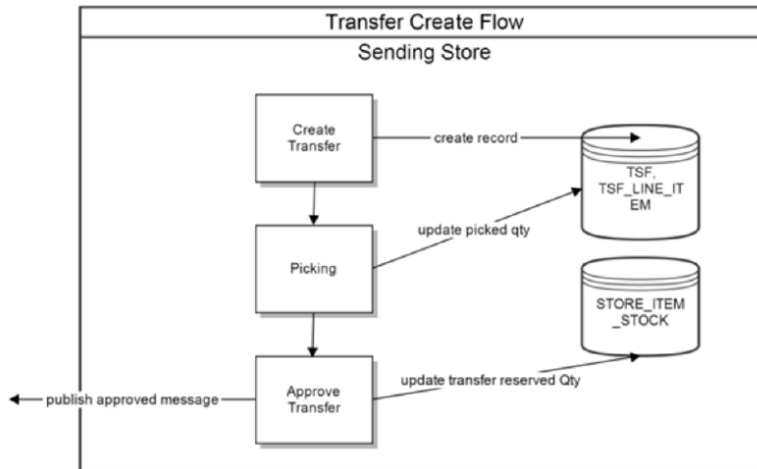 Transfer Create Flow
Sending Store
Create
Transfer
create record
TSF,
TSF_LINE_IT
EM
update picked qty
Picking
STORE_ITEM
_STOCK
Approve
Transfer
update transfer reserved Qty
publish approved message